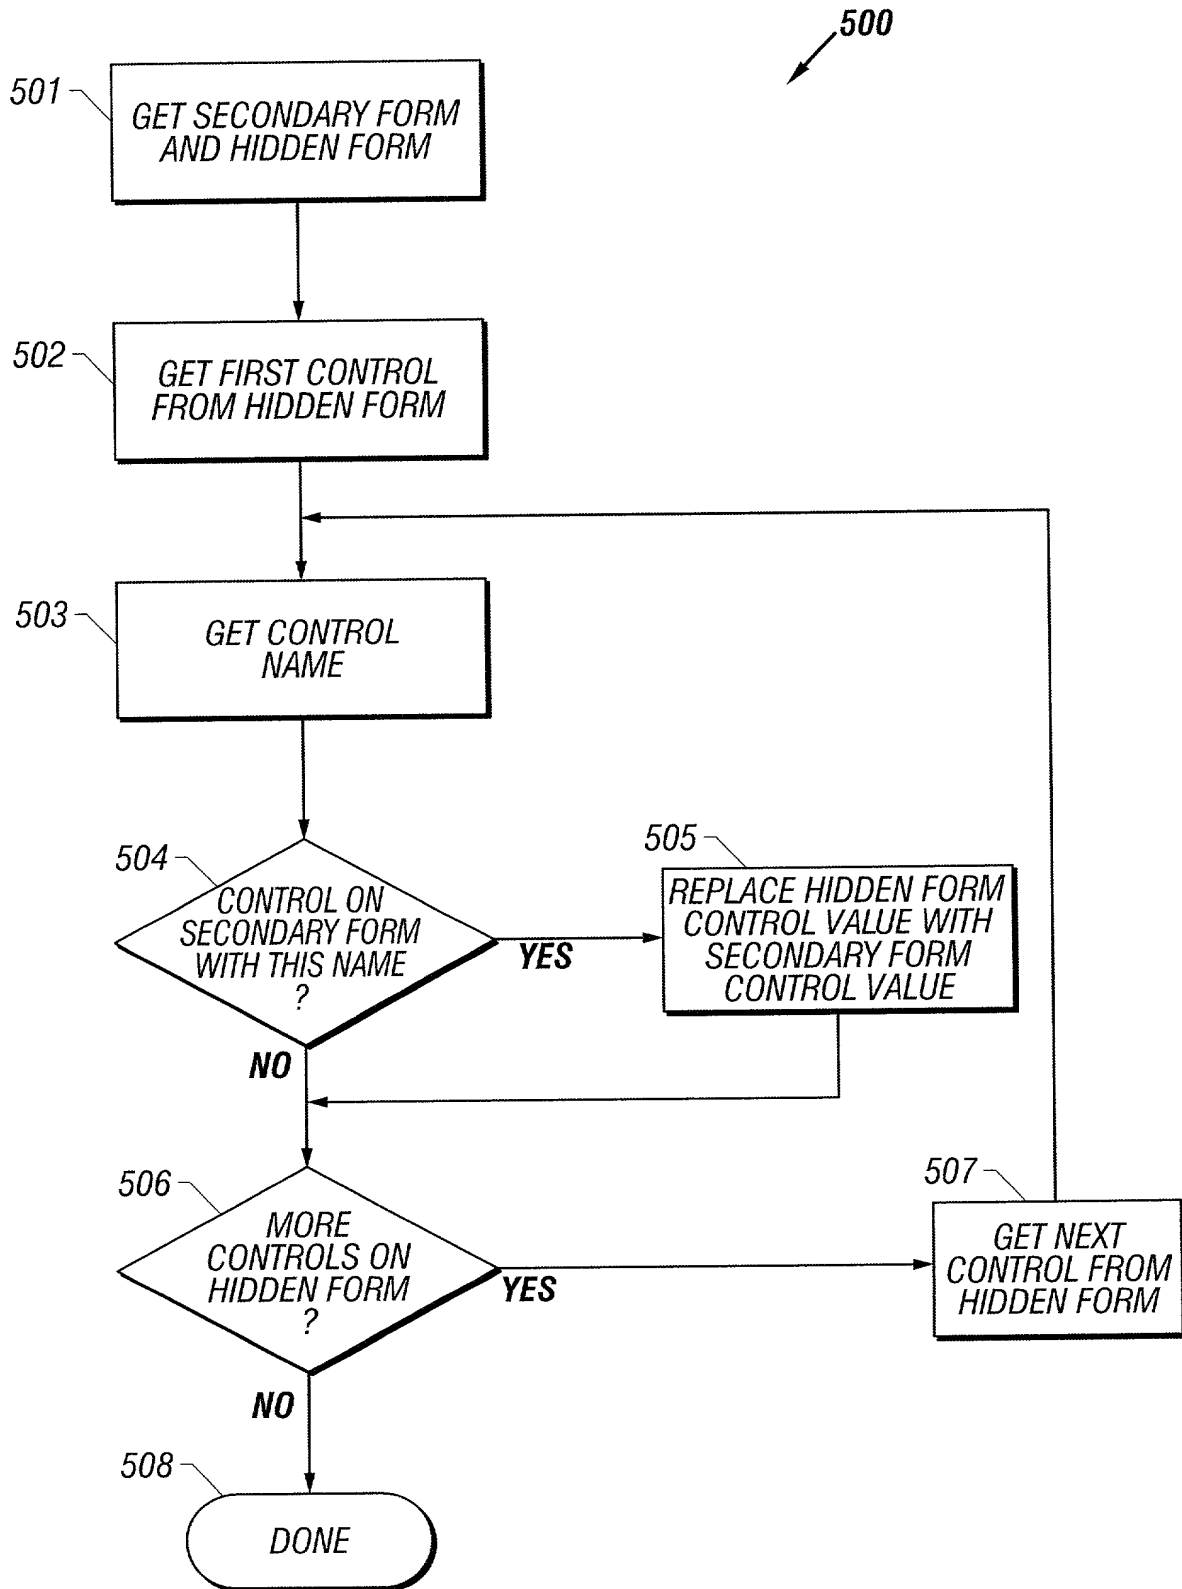 500
501
GET SECONDARY FORM
AND HIDDEN FORM
502
GET FIRST CONTROL
FROM HIDDEN FORM
503
GET CONTROL
NAME
504
CONTROL ON
SECONDARY FORM
WITH THIS NAME
?
YES
NO
505
REPLACE HIDDEN FORM
CONTROL VALUE WITH
SECONDARY FORM
CONTROL VALUE
506
MORE
CONTROLS ON
HIDDEN FORM
?
YES
NO
507
GET NEXT
CONTROL FROM
HIDDEN FORM
508
DONE